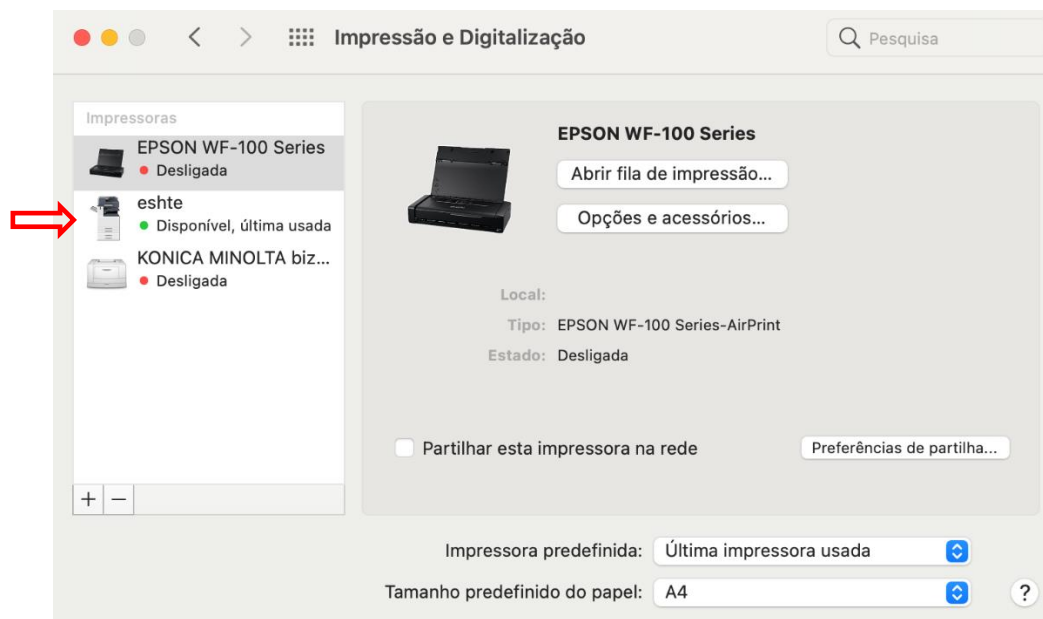 Impressão e Digitalização
Pesquisa
Impressoras
EPSON WF-100 Series
Desligada
eshte
Disponível, última usada
KONICA MINOLTA biz...
Desligada
EPSON WF-100 Series
Abrir fila de impressão...
Opções e acessórios...
Local:
Tipo: EPSON WF-100 Series-AirPrint
Estado: Desligada
Partilhar esta impressora na rede
Preferências de partilha...
+ −
Impressora predefinida: Última impressora usada
Tamanho predefinido do papel: A4
?